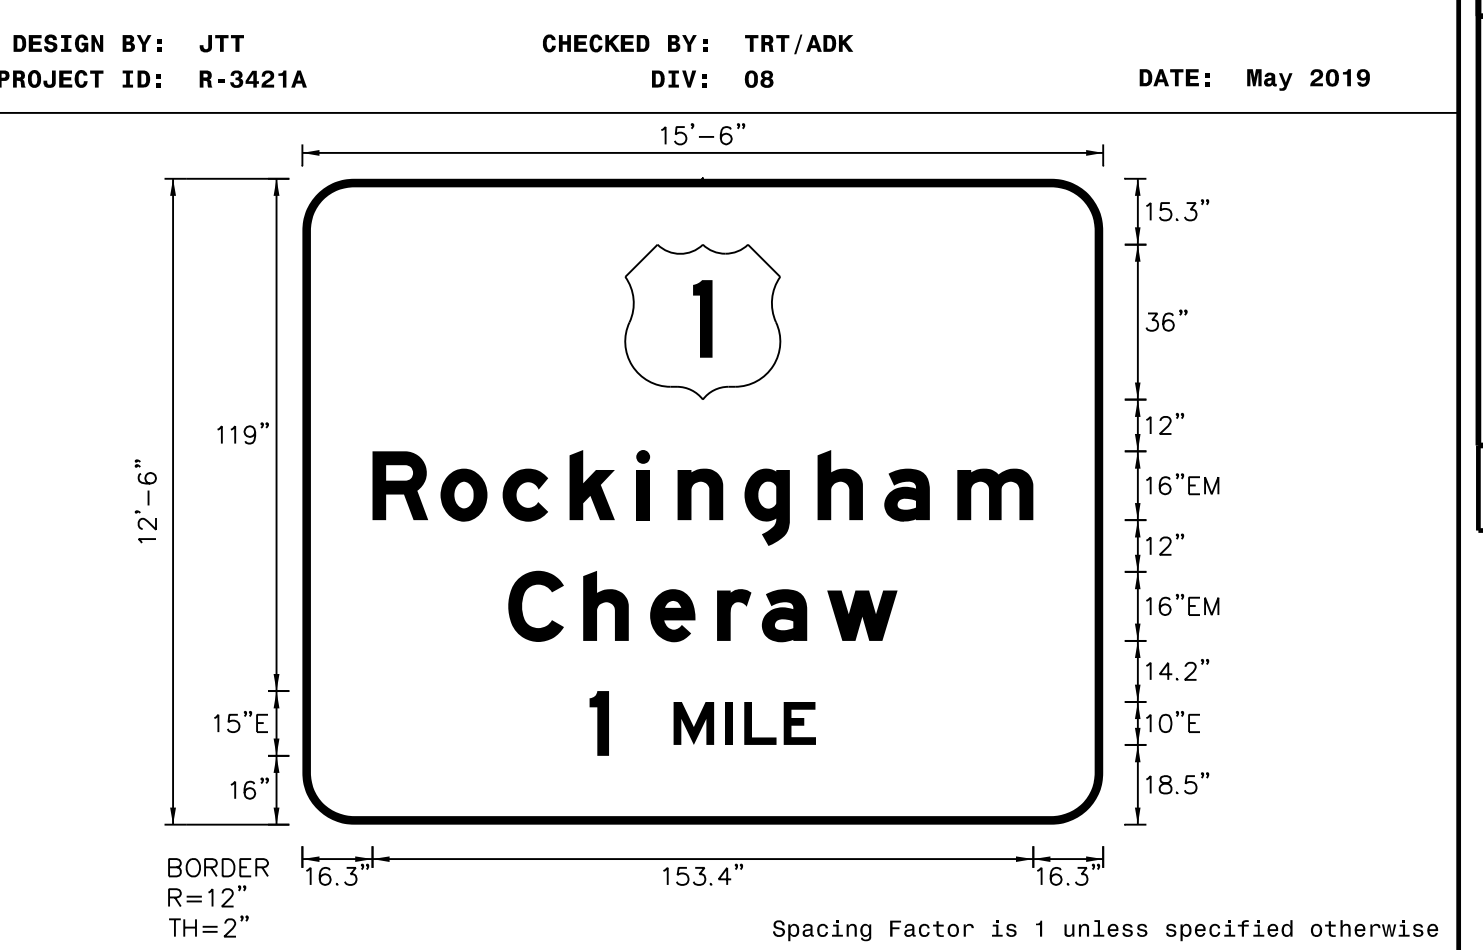 DESIGN BY: JTT CHECKED BY: TRT/ADK
PROJECT ID: R-3421A DIV: 08 DATE: May 2019
15'-6"
15.3"
36"
1
119"
12"
12'-6"
Rockingham
16"EM
12"
Cheraw
16"EM
14.2"
15"E
1 MILE
10"E
16"
18.5"
BORDER
R=12"
TH=2"
16.3" 153.4" 16.3"
Spacing Factor is 1 unless specified otherwise